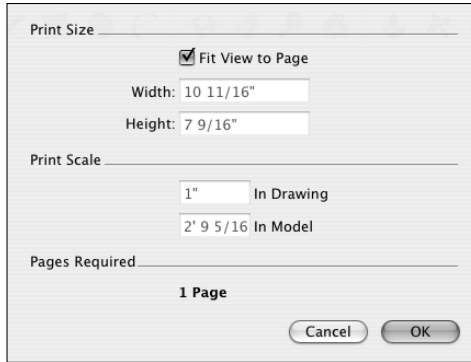 Print Size
Fit View to Page
Width: 10 11/16"
Height: 7 9/16"
Print Scale
1" In Drawing
2' 9 5/16 In Model
Pages Required
1 Page
Cancel OK